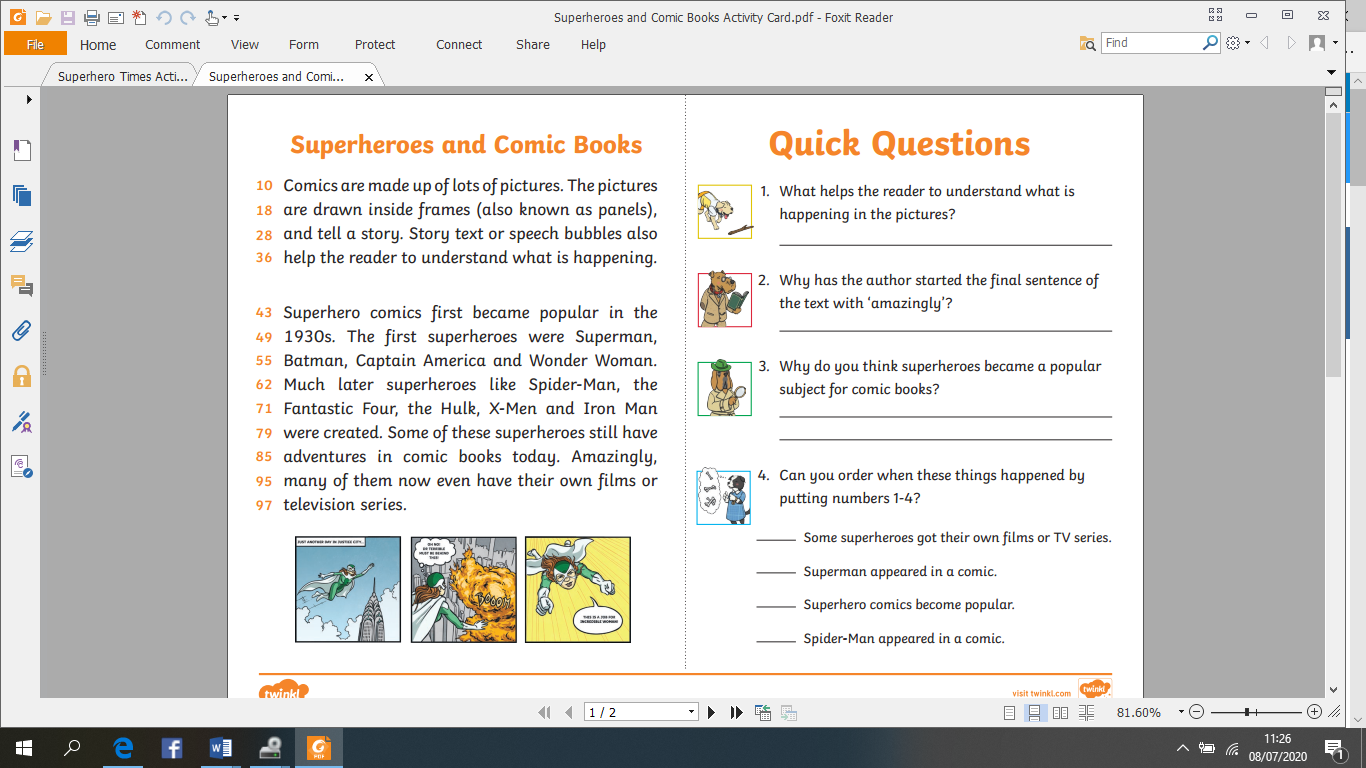 Superheroes and Comic Books Activity Card.pdf - Foxit Reader
File Home Comment View Form Protect Connect Share Help
Find
Superhero Times Acti... Superheroes and Comi...
Superheroes and Comic Books
10 Comics are made up of lots of pictures. The pictures
18 are drawn inside frames (also known as panels),
28 and tell a story. Story text or speech bubbles also
36 help the reader to understand what is happening.
43 Superhero comics first became popular in the
49 1930s. The first superheroes were Superman,
55 Batman, Captain America and Wonder Woman.
62 Much later superheroes like Spider-Man, the
71 Fantastic Four, the Hulk, X-Men and Iron Man
79 were created. Some of these superheroes still have
85 adventures in comic books today. Amazingly,
95 many of them now even have their own films or
97 television series.
JUST ANOTHER DAY IN JUSTICE CITY...
OH NO!
DR TERRIBLE
MUST BE BEHIND
THIS!
BOOOM
THIS IS A JOB FOR
INCREDIBLE WOMAN!
twinkl
Quick Questions
1. What helps the reader to understand what is
happening in the pictures?
2. Why has the author started the final sentence of
the text with ‘amazingly’?
3. Why do you think superheroes became a popular
subject for comic books?
4. Can you order when these things happened by
putting numbers 1-4?
Some superheroes got their own films or TV series.
Superman appeared in a comic.
Superhero comics become popular.
Spider-Man appeared in a comic.
visit twinkl.com
twinkl
1 / 2
81.60%
11:26
08/07/2020
1